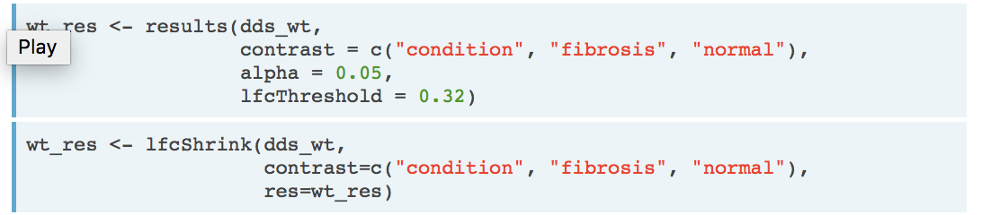 wt_res <- results(dds_wt,
Play
contrast = c("condition", "fibrosis", "normal"),
alpha = 0.05,
lfcThreshold = 0.32)
wt_res <- lfcShrink(dds_wt,
contrast=c("condition", "fibrosis", "normal"),
res=wt_res)